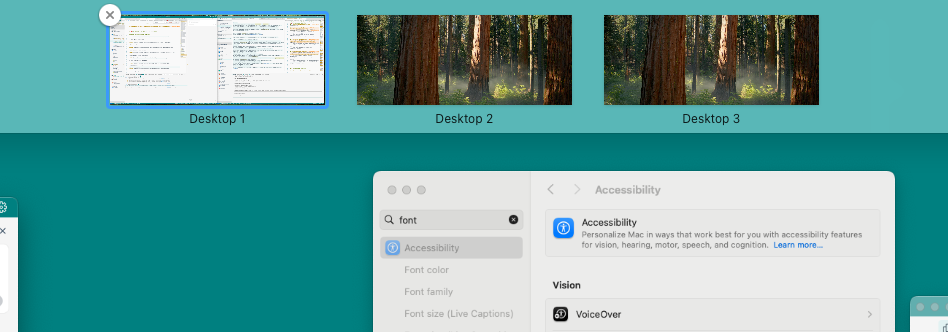 Desktop 1
Desktop 2
Desktop 3
Accessibility
font
Accessibility
Font color
Font family
Font size (Live Captions)
Accessibility
Personalize Mac in ways that work best for you with accessibility features
for vision, hearing, motor, speech, and cognition. Learn more...
Vision
VoiceOver